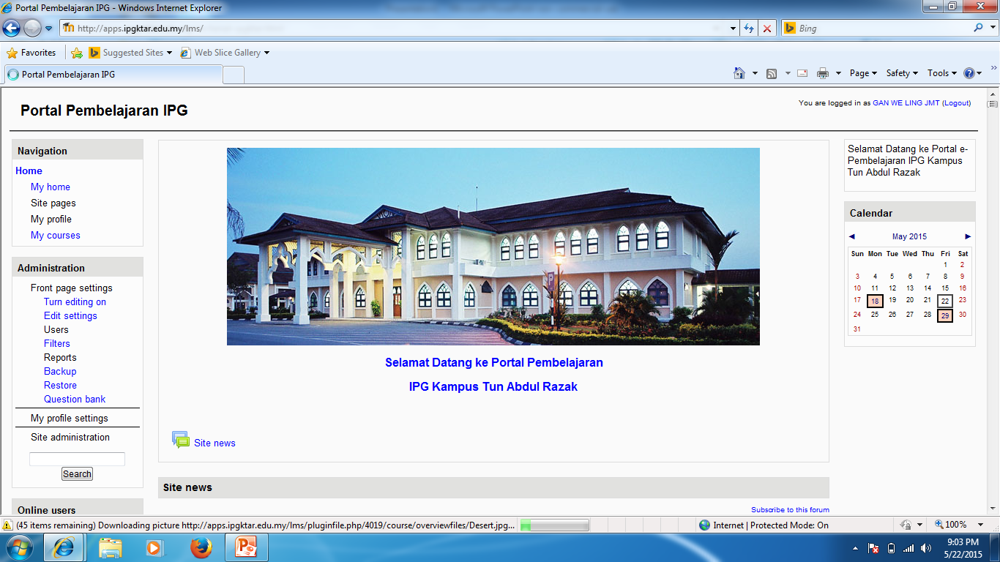 Portal Pembelajaran IPG - Windows Internet Explorer
http://apps.ipgktar.edu.my/lms/
Bing
Favorites
Suggested Sites
Web Slice Gallery
Portal Pembelajaran IPG
Page
Safety
Tools
Portal Pembelajaran IPG
You are logged in as GAN WE LING JMT (Logout)
Navigation
Home
My home
Site pages
My profile
My courses
Administration
Front page settings
Turn editing on
Edit settings
Users
Filters
Reports
Backup
Restore
Question bank
My profile settings
Site administration
Search
Online users
Selamat Datang ke Portal Pembelajaran
IPG Kampus Tun Abdul Razak
Site news
Site news
Subscribe to this forum
Selamat Datang ke Portal e-
Pembelajaran IPG Kampus
Tun Abdul Razak
Calendar
◄ May 2015 ►
Sun Mon Tue Wed Thu Fri Sat
1 2
3 4 5 6 7 8 9
10 11 12 13 14 15 16
17 18 19 20 21 22 23
24 25 26 27 28 29 30
31
(45 items remaining) Downloading picture http://apps.ipgktar.edu.my/lms/pluginfile.php/4019/course/overviewfiles/Desert.jpg...
Internet | Protected Mode: On
100%
9:03 PM
5/22/2015